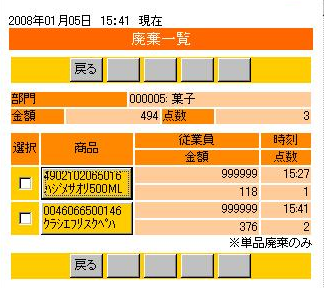 2008年01月05日 15:41 現在
廃棄一覧
戻る
部門 000005: 菓子
金額 494 点数 3
選択 商品 従業員 時刻
金額 点数
4902102065016 999999 15:27
ﾊｼﾞﾒｻｵﾘ500ML 118 1
0046066500146 999999 15:41
ｸﾗｼｴﾌﾘｽｸﾍﾟﾊ 376 2
※単品廃棄のみ
戻る